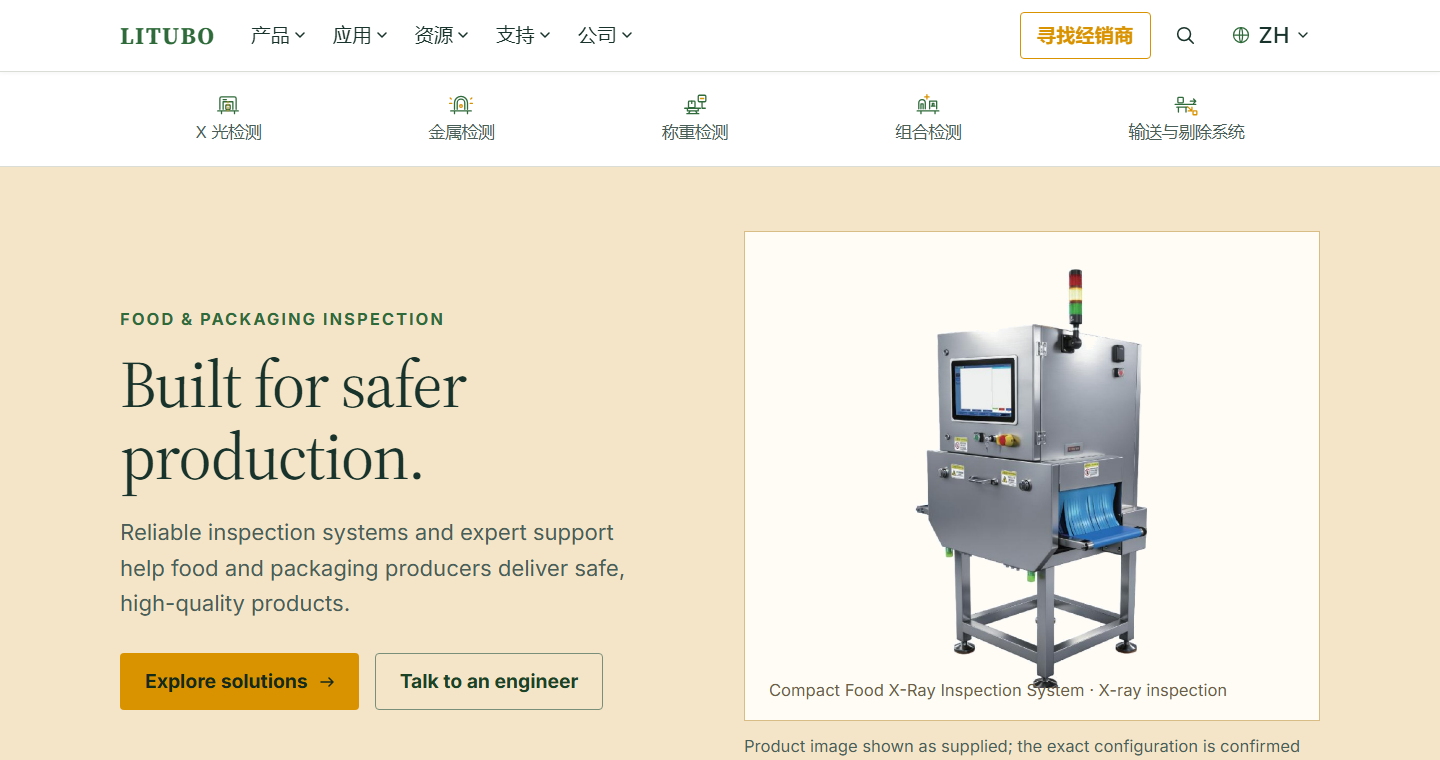 LITUBO 产品 应用 资源 支持 公司 寻找经销商 ZH
X 光检测 金属检测 称重检测 组合检测 输送与剔除系统
FOOD & PACKAGING INSPECTION
Built for safer
production.
Reliable inspection systems and expert support
help food and packaging producers deliver safe,
high-quality products.
Explore solutions → Talk to an engineer
Compact Food X-Ray Inspection System · X-ray inspection
Product image shown as supplied; the exact configuration is confirmed